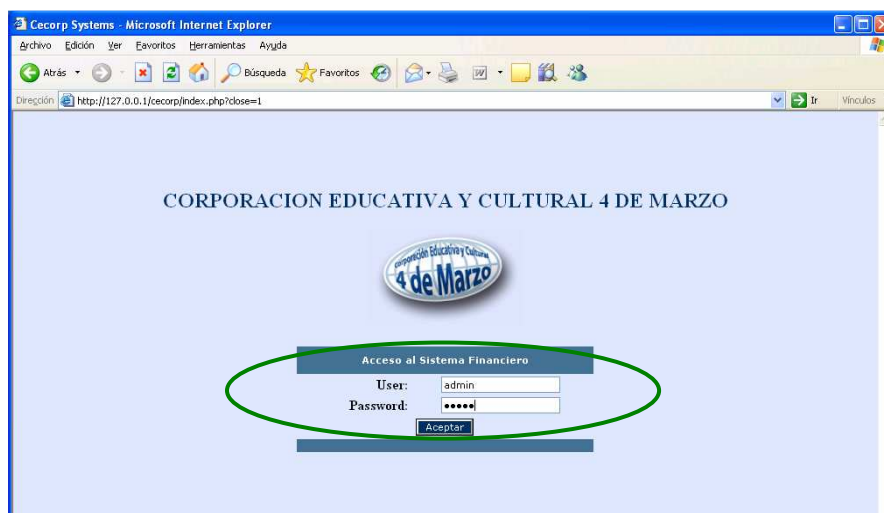 Cecorp Systems - Microsoft Internet Explorer
Archivo Edición Ver Favoritos Herramientas Ayuda
Atrás Búsqueda Favoritos
Dirección http://127.0.0.1/cecorp/index.php?close=1 Ir Vínculos
CORPORACION EDUCATIVA Y CULTURAL 4 DE MARZO
Corporación Educativa y Cultural
4 de Marzo
Acceso al Sistema Financiero
User: admin
Password: •••••
Aceptar